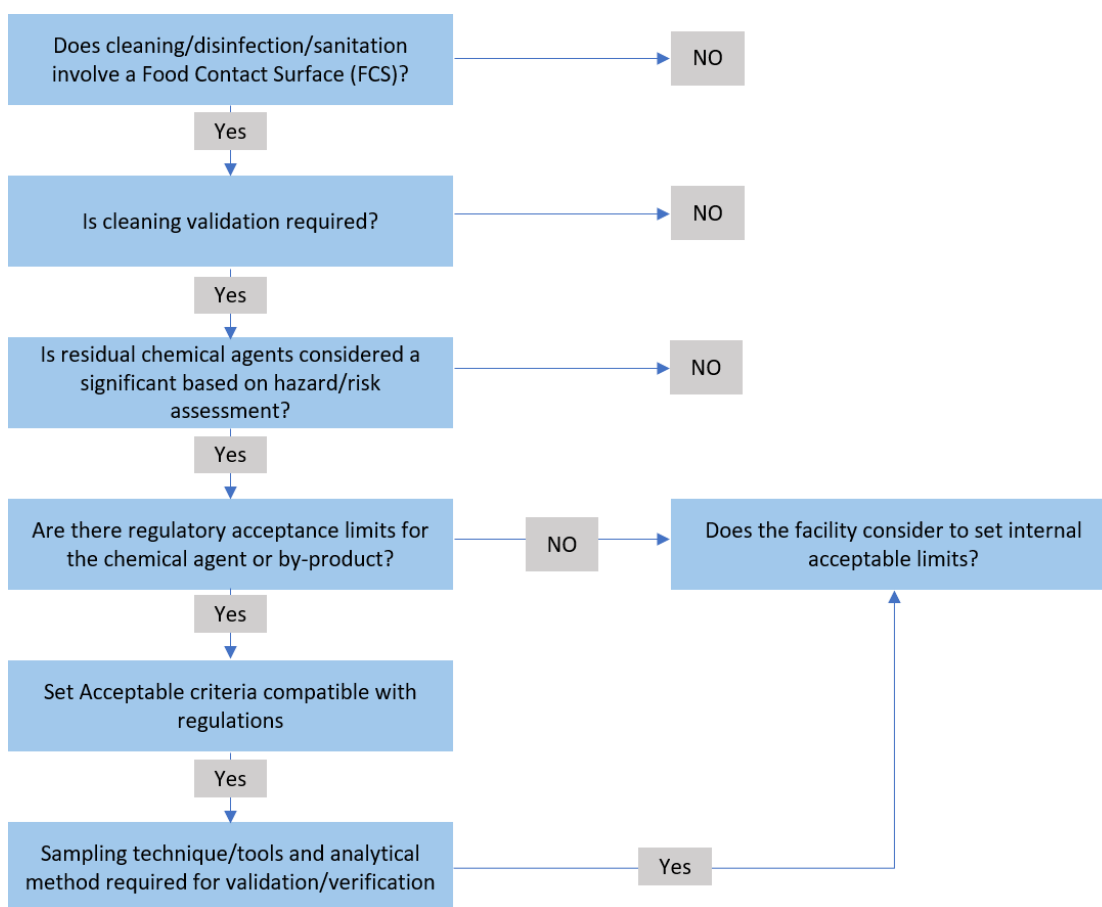 Does cleaning/disinfection/sanitation
involve a Food Contact Surface (FCS)?
NO
Yes
Is cleaning validation required?
NO
Yes
Is residual chemical agents considered a
significant based on hazard/risk
assessment?
NO
Yes
Are there regulatory acceptance limits for
the chemical agent or by-product?
NO
Does the facility consider to set internal
acceptable limits?
Yes
Set Acceptable criteria compatible with
regulations
Yes
Sampling technique/tools and analytical
method required for validation/verification
Yes